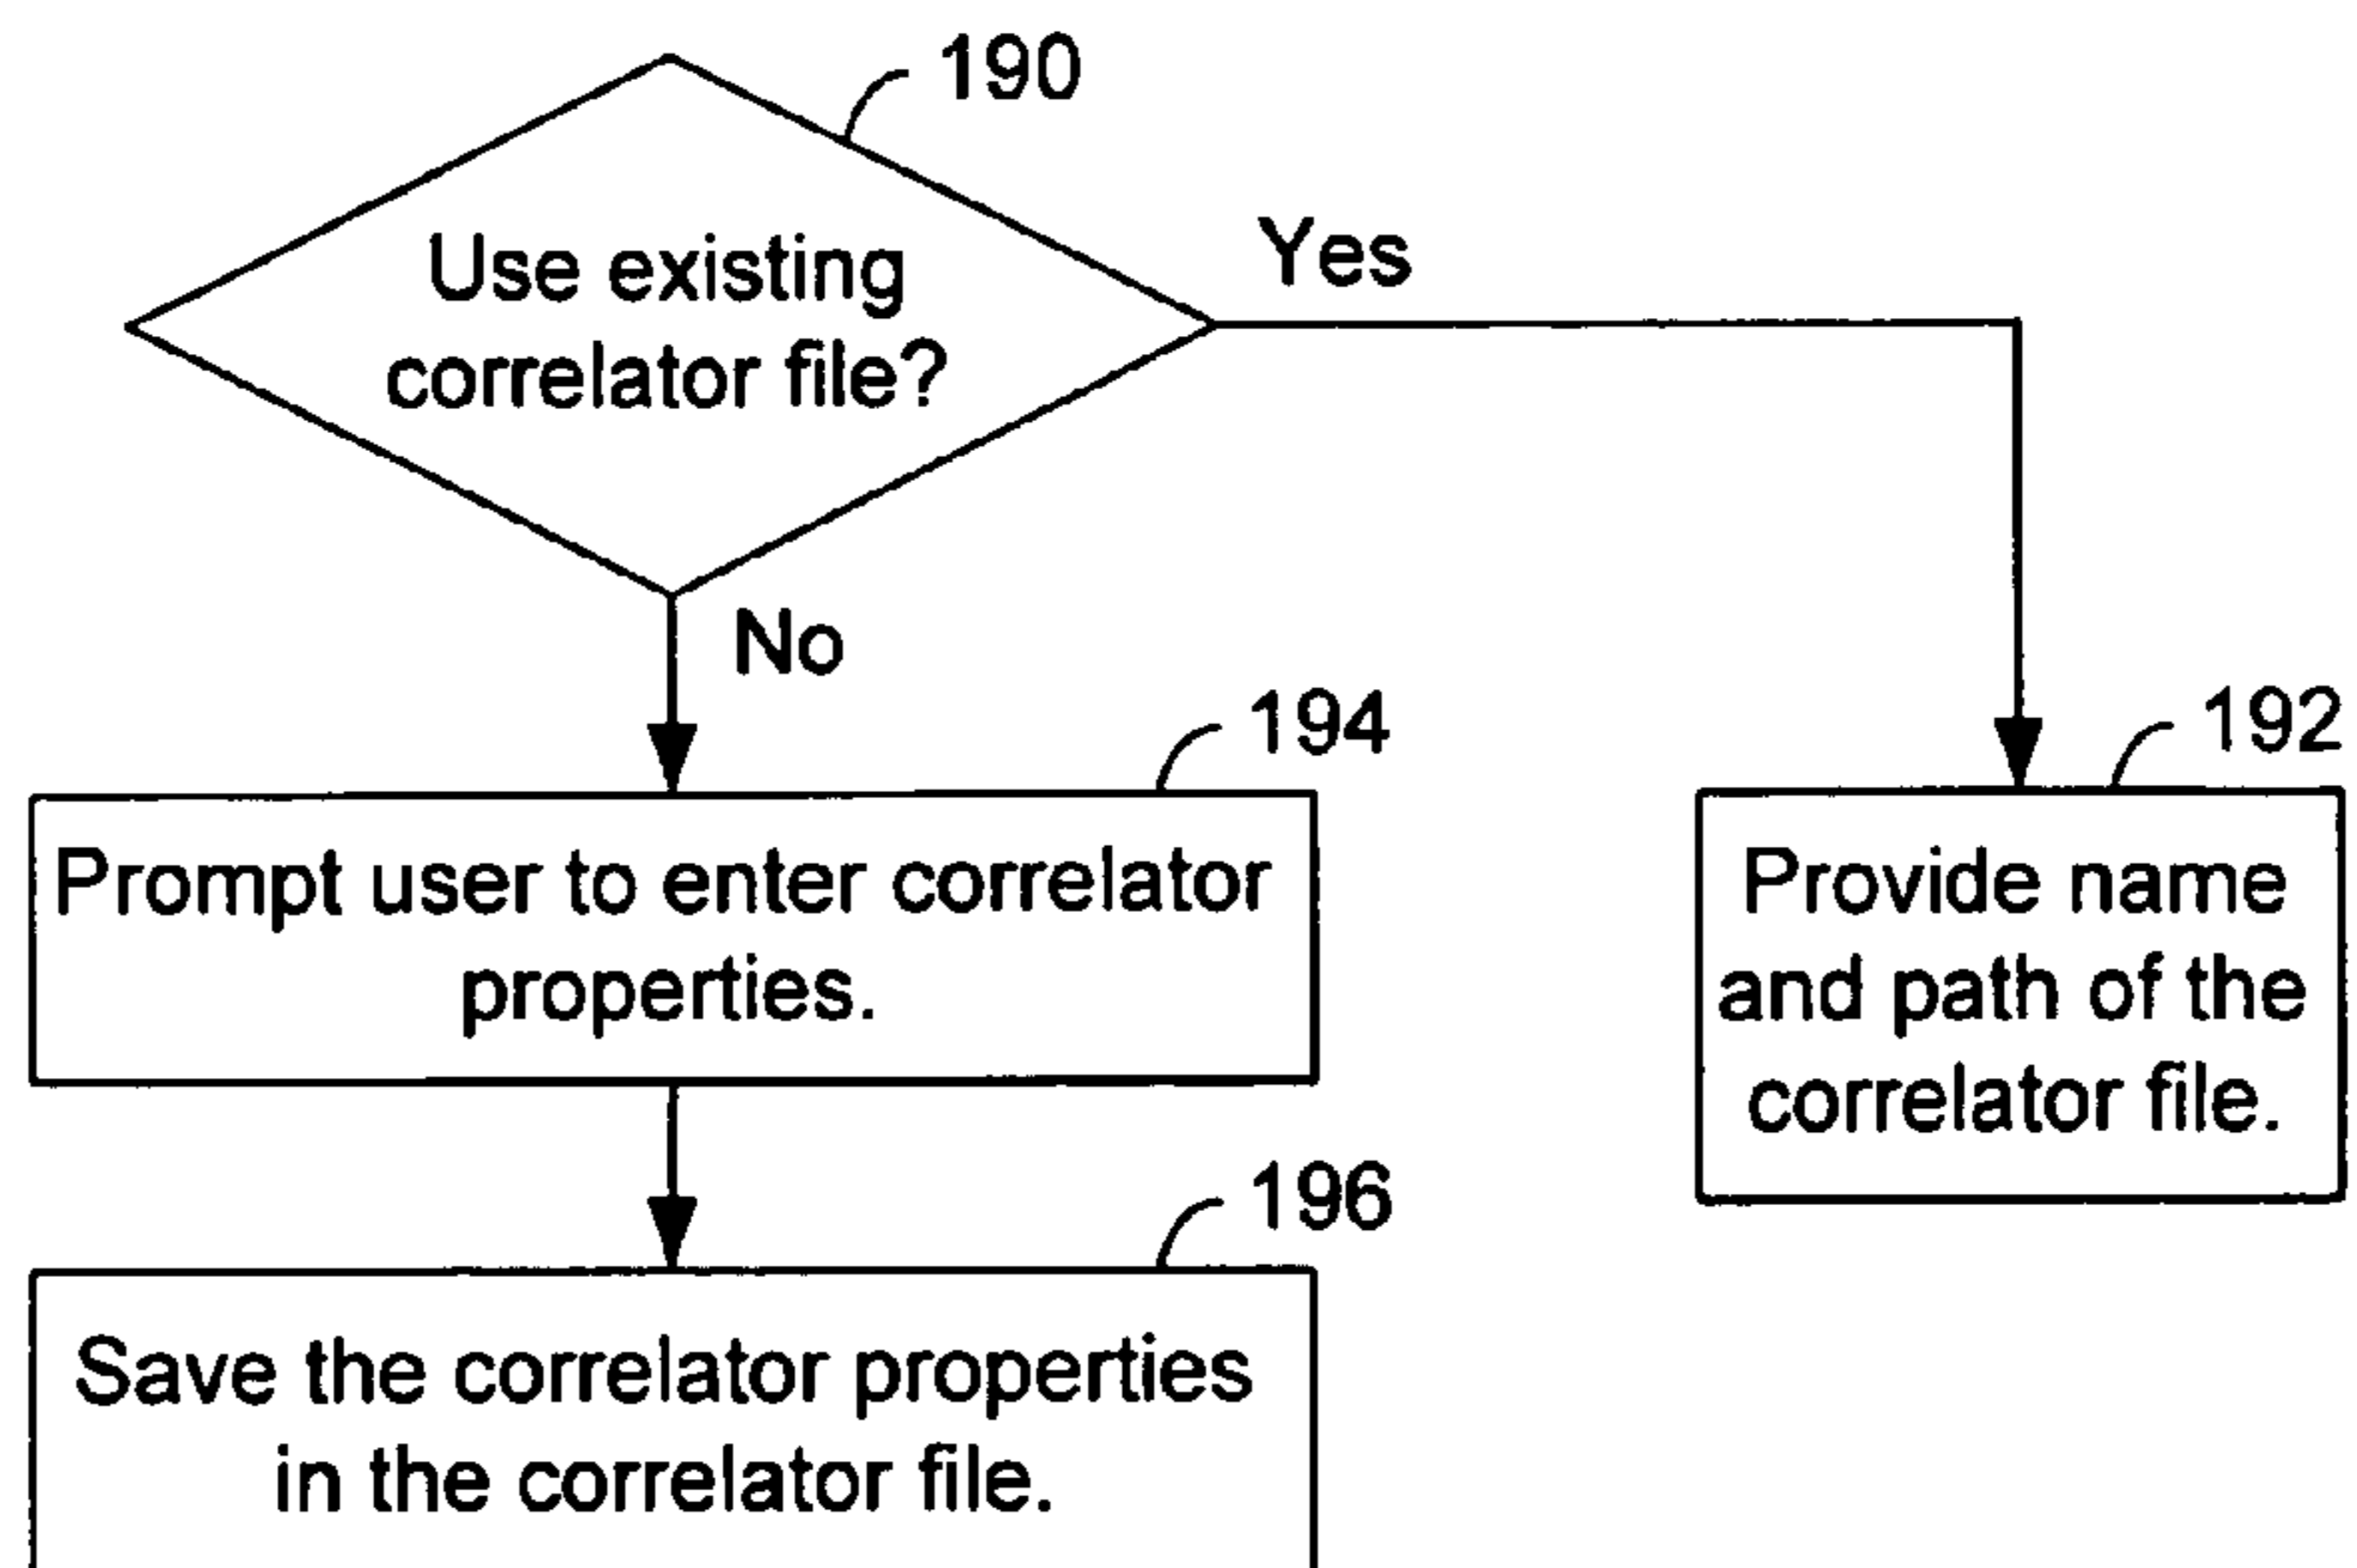 190
Use existing
correlator file?
Yes
No
194
192
Prompt user to enter correlator
properties.
Provide name
and path of the
correlator file.
196
Save the correlator properties
in the correlator file.